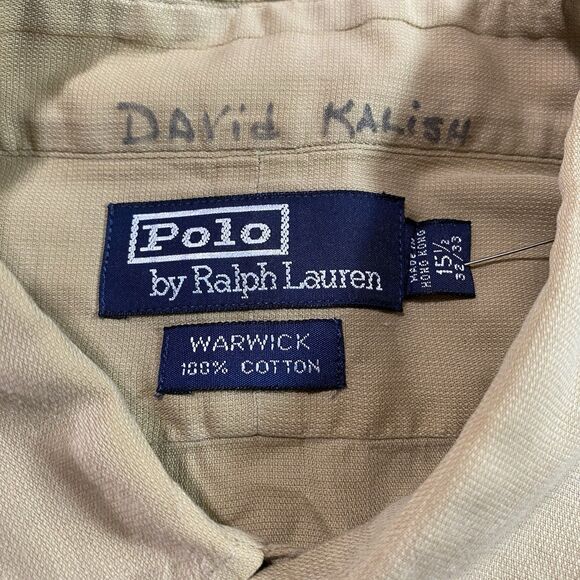 DAVid KALiSH
Polo
by Ralph Lauren
MADE IN
HONG KONG
15½
32/33
WARWICK
100% COTTON